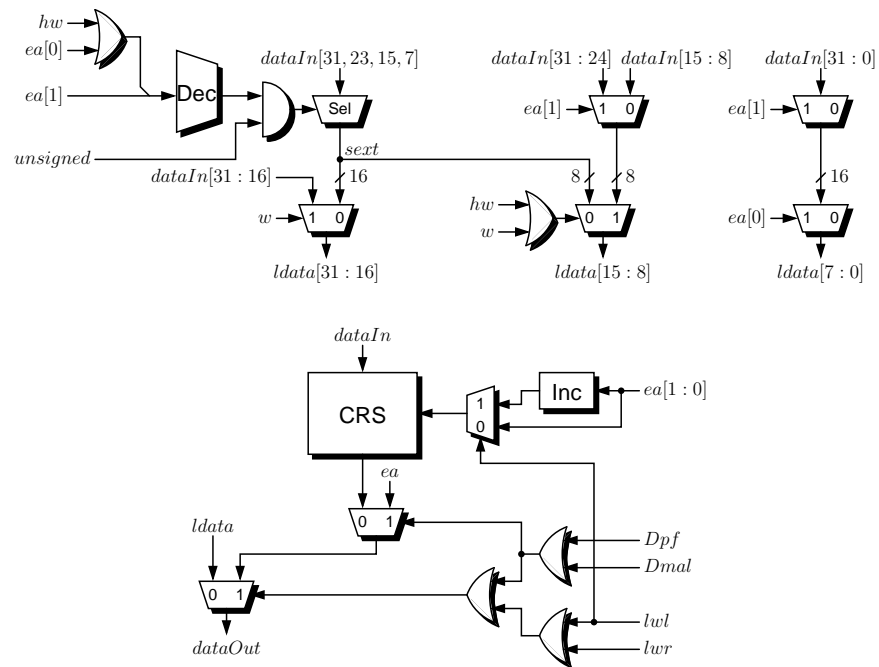 hw
ea[0]
ea[1]
unsigned
Dec
dataIn[31, 23, 15, 7]
Sel
sext
dataIn[31 : 16]
16
w
1 0
ldata[31 : 16]
dataIn[31 : 24] dataIn[15 : 8]
ea[1]
1 0
8 8
hw
w
0 1
ldata[15 : 8]
dataIn[31 : 0]
ea[1]
1 0
16
ea[0]
1 0
ldata[7 : 0]
dataIn
CRS
1
0
Inc
ea[1 : 0]
ea
0 1
ldata
0 1
dataOut
Dpf
Dmal
lwl
lwr